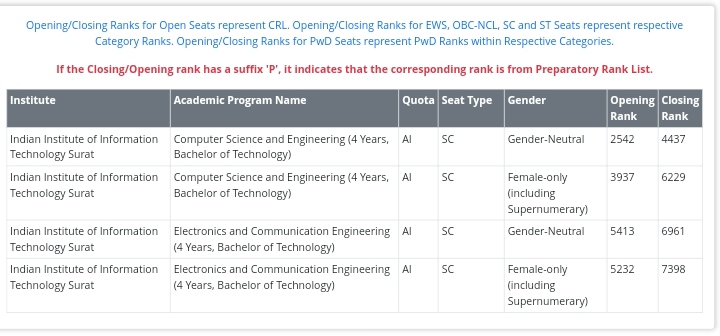 Opening/Closing Ranks for Open Seats represent CRL. Opening/Closing Ranks for EWS, OBC-NCL, SC and ST Seats represent respective
Category Ranks. Opening/Closing Ranks for PwD Seats represent PwD Ranks within Respective Categories.
If the Closing/Opening rank has a suffix 'P', it indicates that the corresponding rank is from Preparatory Rank List.
Institute Academic Program Name Quota Seat Type Gender Opening Closing
Rank Rank
Indian Institute of Information Computer Science and Engineering (4 Years, AI SC Gender-Neutral 2542 4437
Technology Surat Bachelor of Technology)
Indian Institute of Information Computer Science and Engineering (4 Years, AI SC Female-only 3937 6229
Technology Surat Bachelor of Technology) (including
Supernumerary)
Indian Institute of Information Electronics and Communication Engineering AI SC Gender-Neutral 5413 6961
Technology Surat (4 Years, Bachelor of Technology)
Indian Institute of Information Electronics and Communication Engineering AI SC Female-only 5232 7398
Technology Surat (4 Years, Bachelor of Technology) (including
Supernumerary)